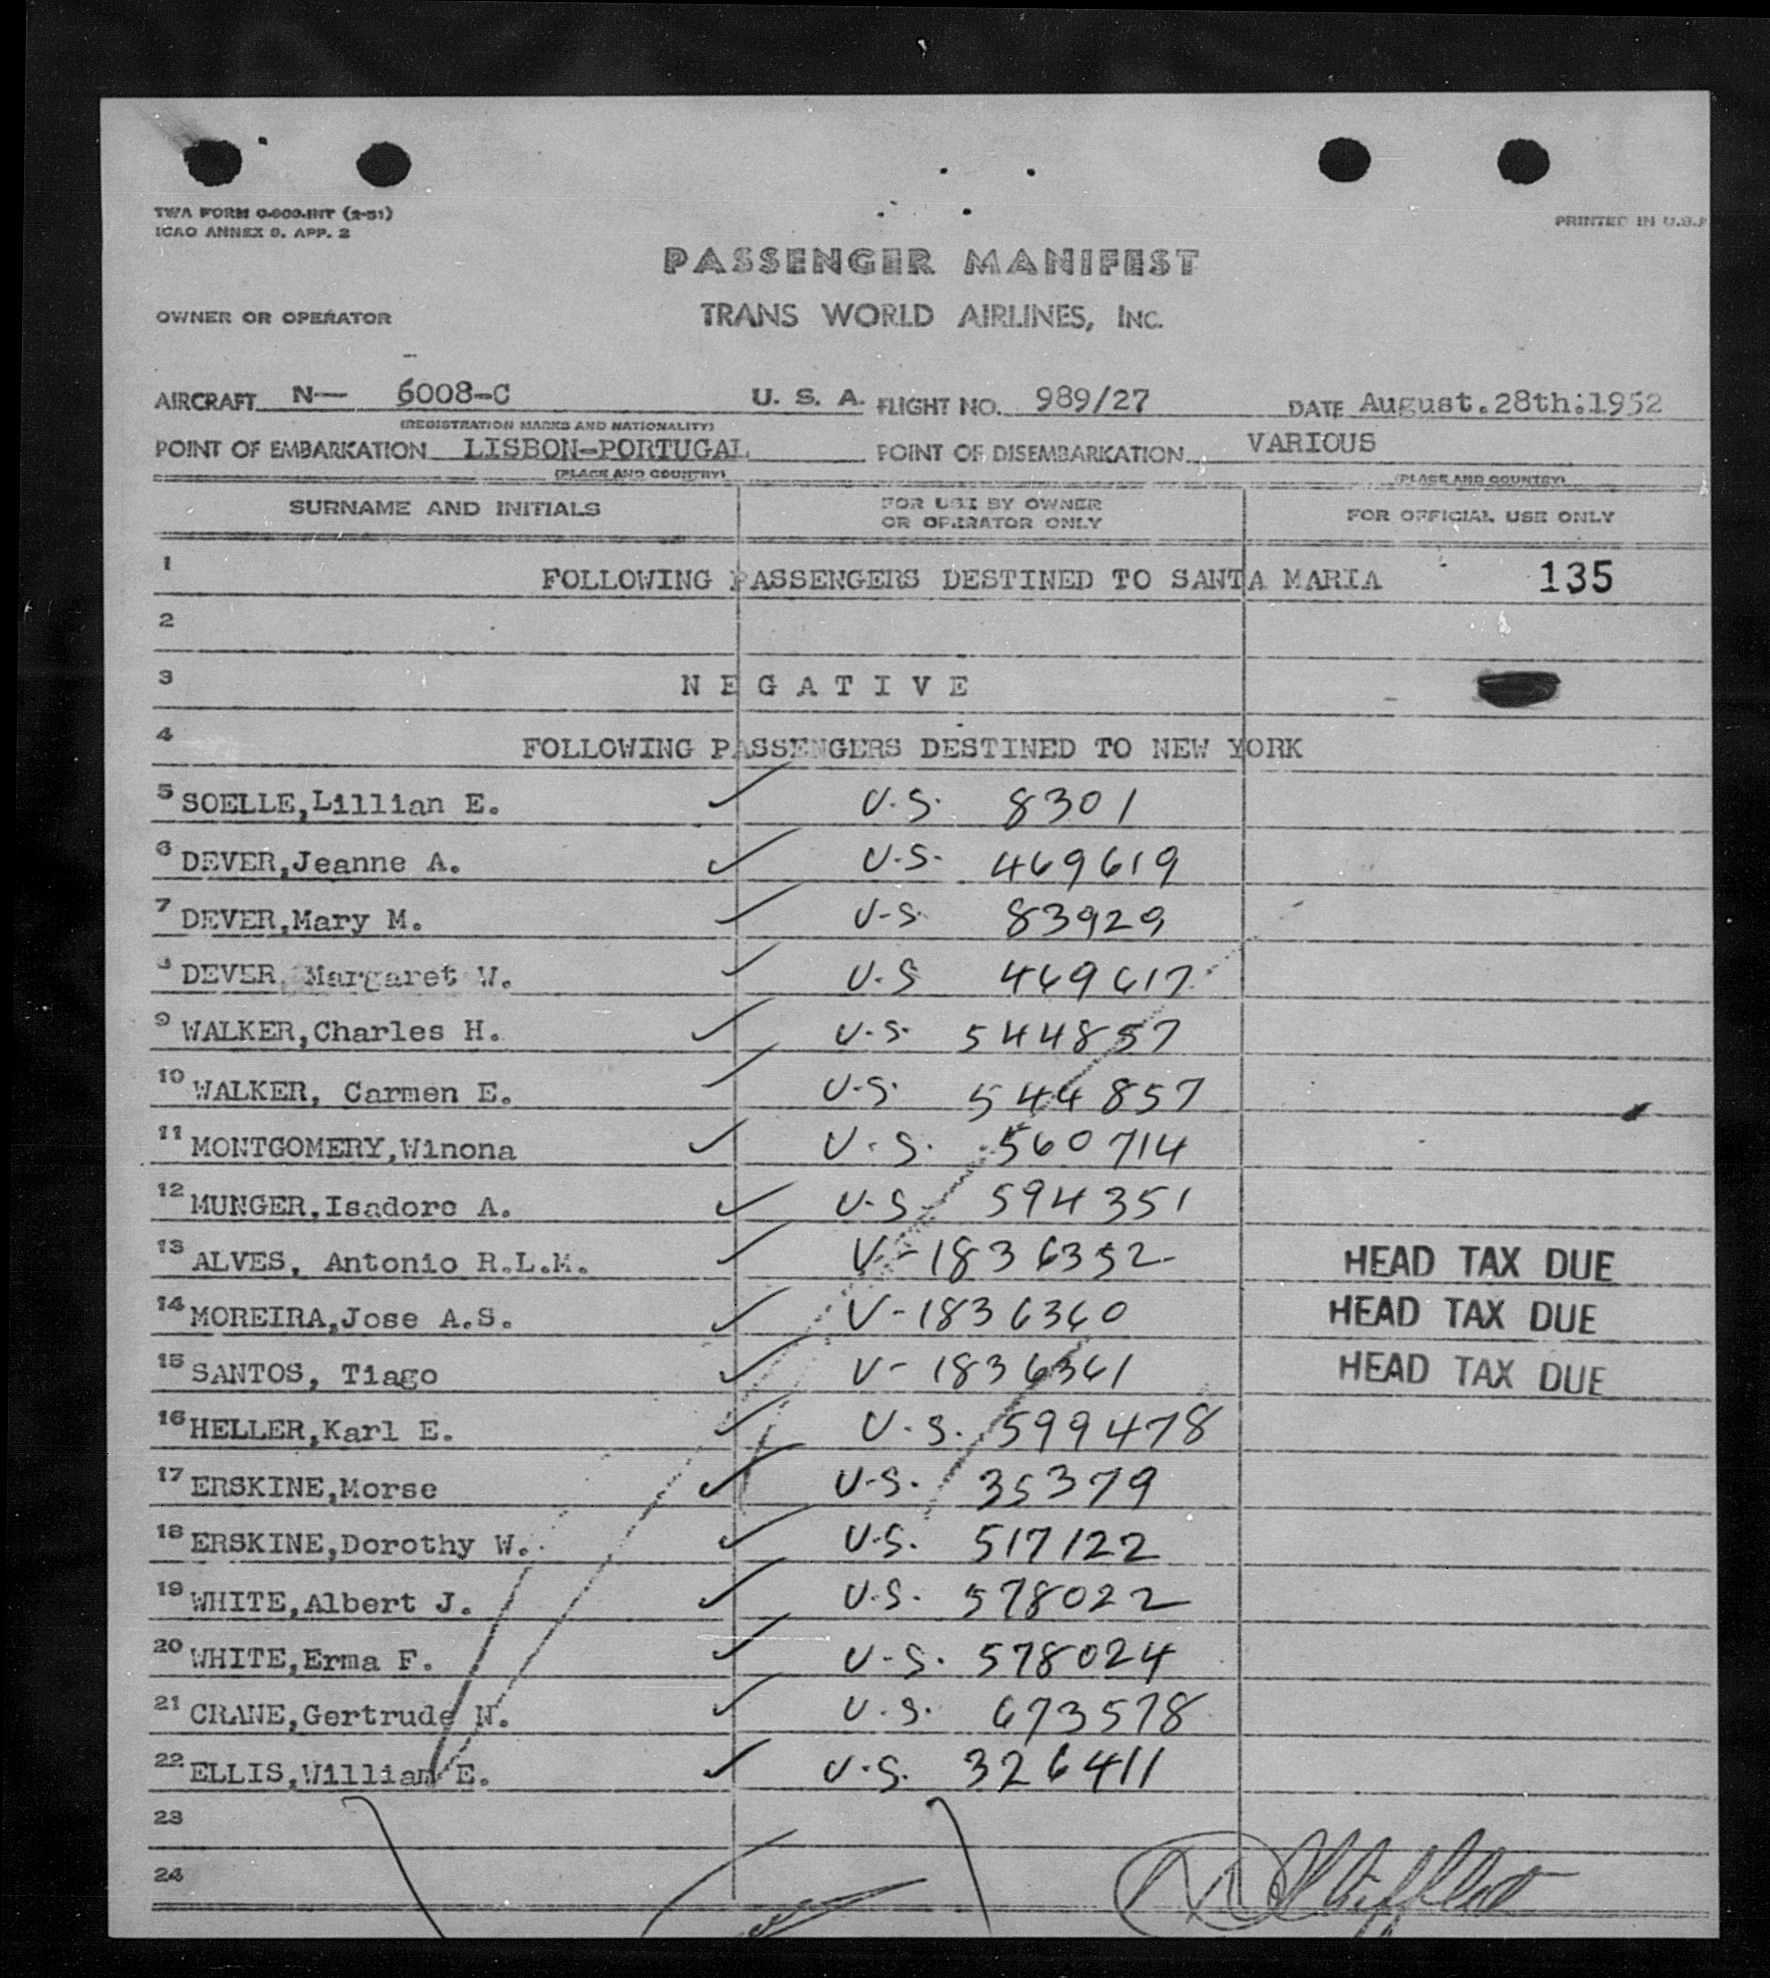 TWA FORM 0-600-INT (2-51)
ICAO ANNEX 9, APP. 2
PRINTED IN U.S.A
PASSENGER MANIFEST
OWNER OR OPERATOR TRANS WORLD AIRLINES, INC.
AIRCRAFT N— 6008-C U. S. A. FLIGHT NO. 989/27 DATE August.28th:1952
(REGISTRATION MARKS AND NATIONALITY)
POINT OF EMBARKATION LISBON-PORTUGAL POINT OF DISEMBARKATION VARIOUS
(PLACE AND COUNTRY) (PLACE AND COUNTRY)
SURNAME AND INITIALS FOR USE BY OWNER OR OPERATOR ONLY FOR OFFICIAL USE ONLY
1 FOLLOWING PASSENGERS DESTINED TO SANTA MARIA 135
2
3 N E G A T I V E
4 FOLLOWING PASSENGERS DESTINED TO NEW YORK
5 SOELLE,Lillian E. U.S. 8301
6 DEVER,Jeanne A. U.S. 469619
7 DEVER,Mary M. U-S. 83929
8 DEVER, Margaret W. U.S 469617
9 WALKER,Charles H. U.S. 544857
10 WALKER, Carmen E. U.S. 544857
11 MONTGOMERY,Winona U.S. 560714
12 MUNGER,Isadore A. U.S. 594351
13 ALVES, Antonio R.L.M. V-1836352 HEAD TAX DUE
14 MOREIRA,Jose A.S. V-1836360 HEAD TAX DUE
15 SANTOS, Tiago V-1836361 HEAD TAX DUE
16 HELLER,Karl E. U.S. 599478
17 ERSKINE,Morse U.S. 35379
18 ERSKINE,Dorothy W. U.S. 517122
19 WHITE,Albert J. U.S. 578022
20 WHITE,Erma F. U.S. 578024
21 CRANE,Gertrude N. U.S. 673578
22 ELLIS,William E. U.S. 326411
23
24